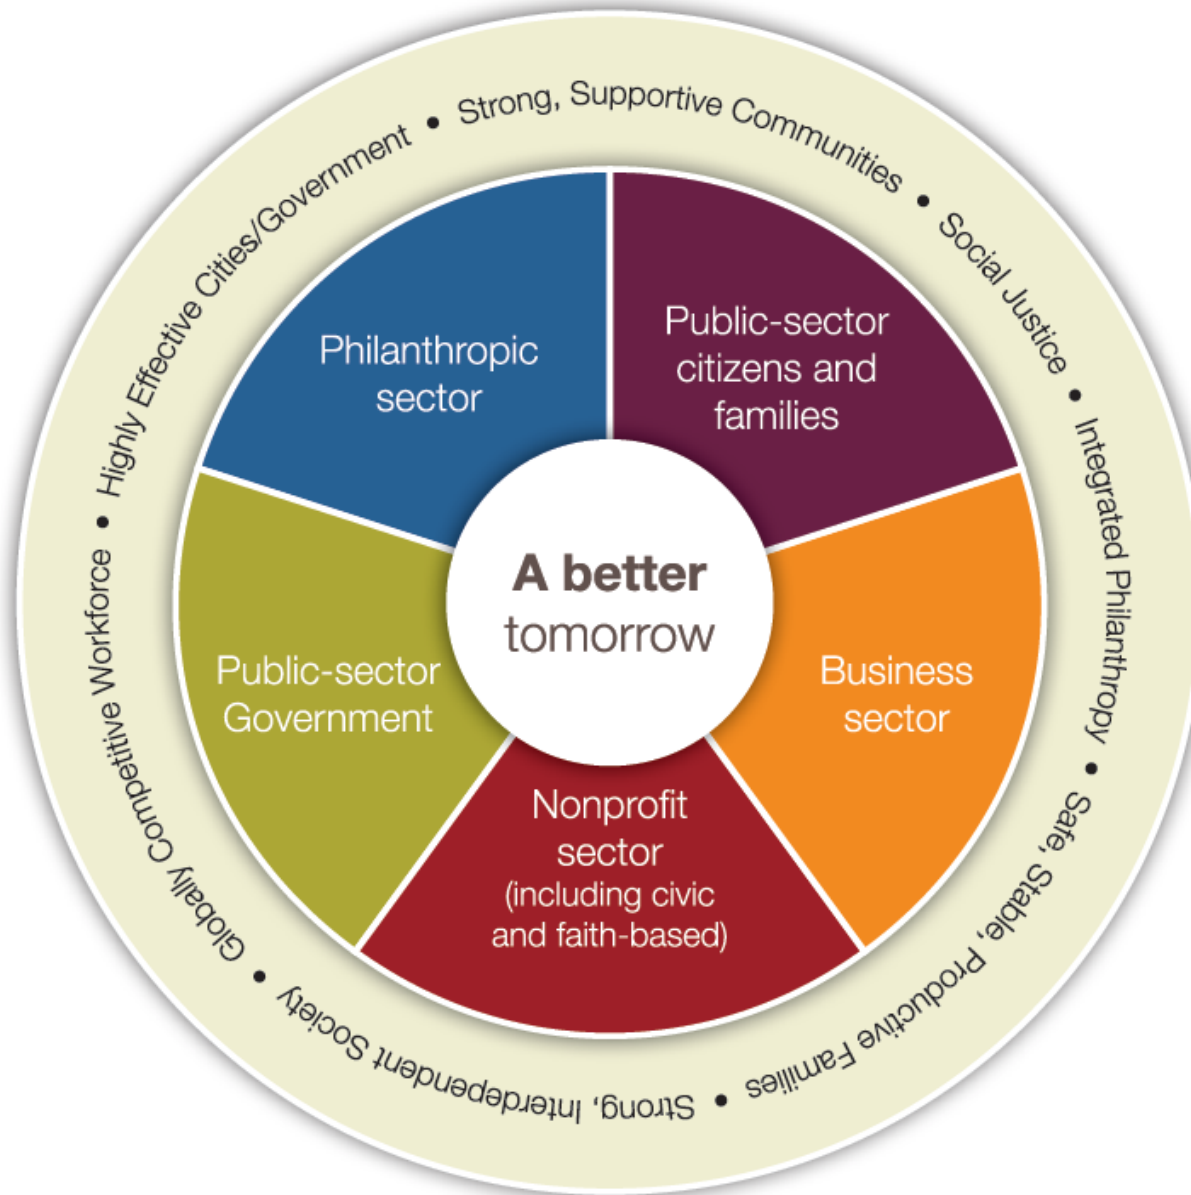 Strong, Supportive Communities • Social Justice • Integrated Philanthropy • Safe, Stable, Productive Families • Strong, Interdependent Society • Globally Competitive Workforce • Highly Effective Cities/Government •
Philanthropic
sector
Public-sector
citizens and
families
Business
sector
Nonprofit
sector
(including civic
and faith-based)
Public-sector
Government
A better
tomorrow